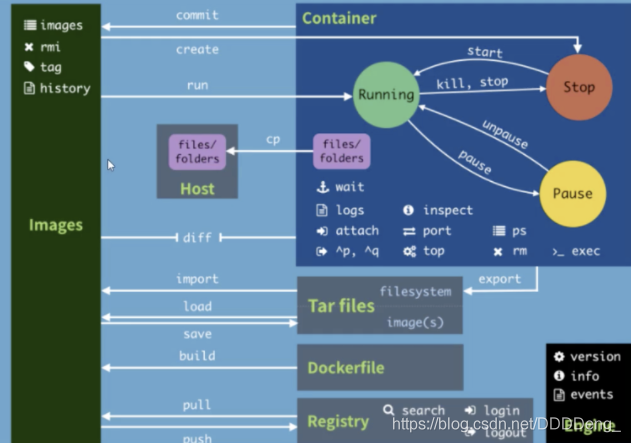 images
rmi
tag
history
Images
commit
create
run
Container
start
kill, stop
Running
Stop
unpause
pause
Pause
files/
folders
cp
files/
folders
Host
wait
logs
inspect
attach
port
ps
^p, ^q
top
rm
>_ exec
diff
import
filesystem
export
load
Tar files
image(s)
save
build
Dockerfile
version
info
events
Engine
pull
Registry
search
login
logout
push
https://blog.csdn.net/DDDDeng_